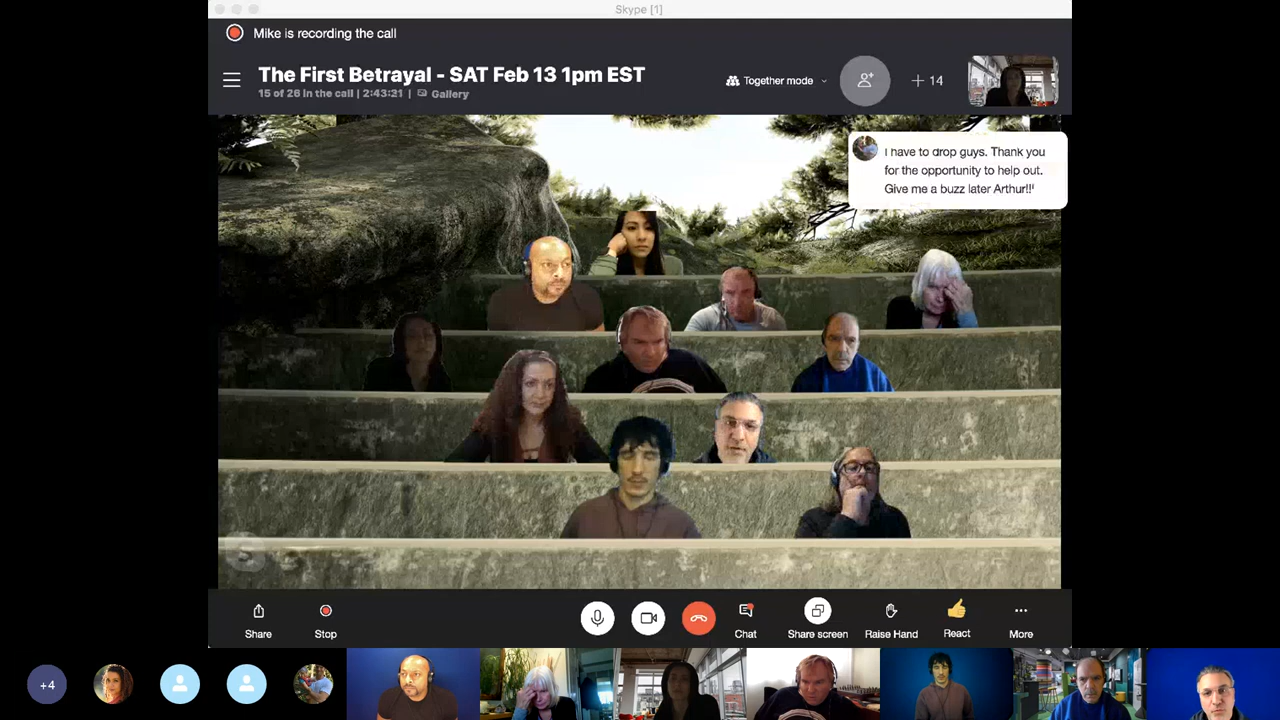 Skype [1]
Mike is recording the call
The First Betrayal - SAT Feb 13 1pm EST
15 of 26 in the call | 2:43:21 | Gallery
Together mode
+ 14
I have to drop guys. Thank you
for the opportunity to help out.
Give me a buzz later Arthur!!!
S
Share
Stop
Chat
Share screen
Raise Hand
React
More
+4